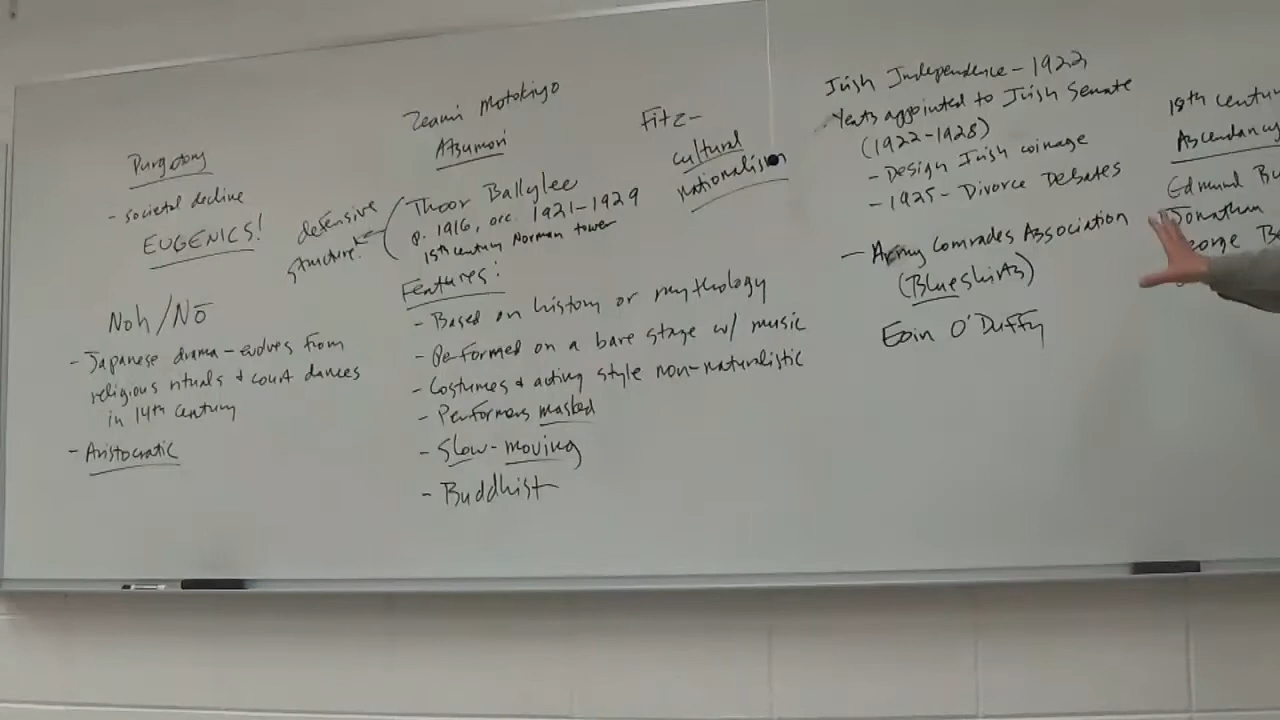 Purgatory
- societal decline
EUGENICS!
Noh/Nō
- Japanese drama - evolves from
religious rituals + court dances
in 14th century
- Aristocratic
Zeami Motokiyo
Atsumori
defensive
structure!
Thoor Ballylee
p. 1916, occ. 1921-1929
15th century Norman tower
Features:
- Based on history or mythology
- Performed on a bare stage w/ music
- Costumes + acting style non-naturalistic
- Performers masked
- Slow-moving
- Buddhist
Fitz-
cultural
nationalism
Irish Independence - 1922
Yeats appointed to Irish Senate
(1922-1928)
- Design Irish coinage
- 1925 - Divorce Debates
- Army Comrades Association
(Blueshirts)
Eoin O'Duffy
18th centur
Ascendancy
Edmund Bu
Jonathan
eorge Be